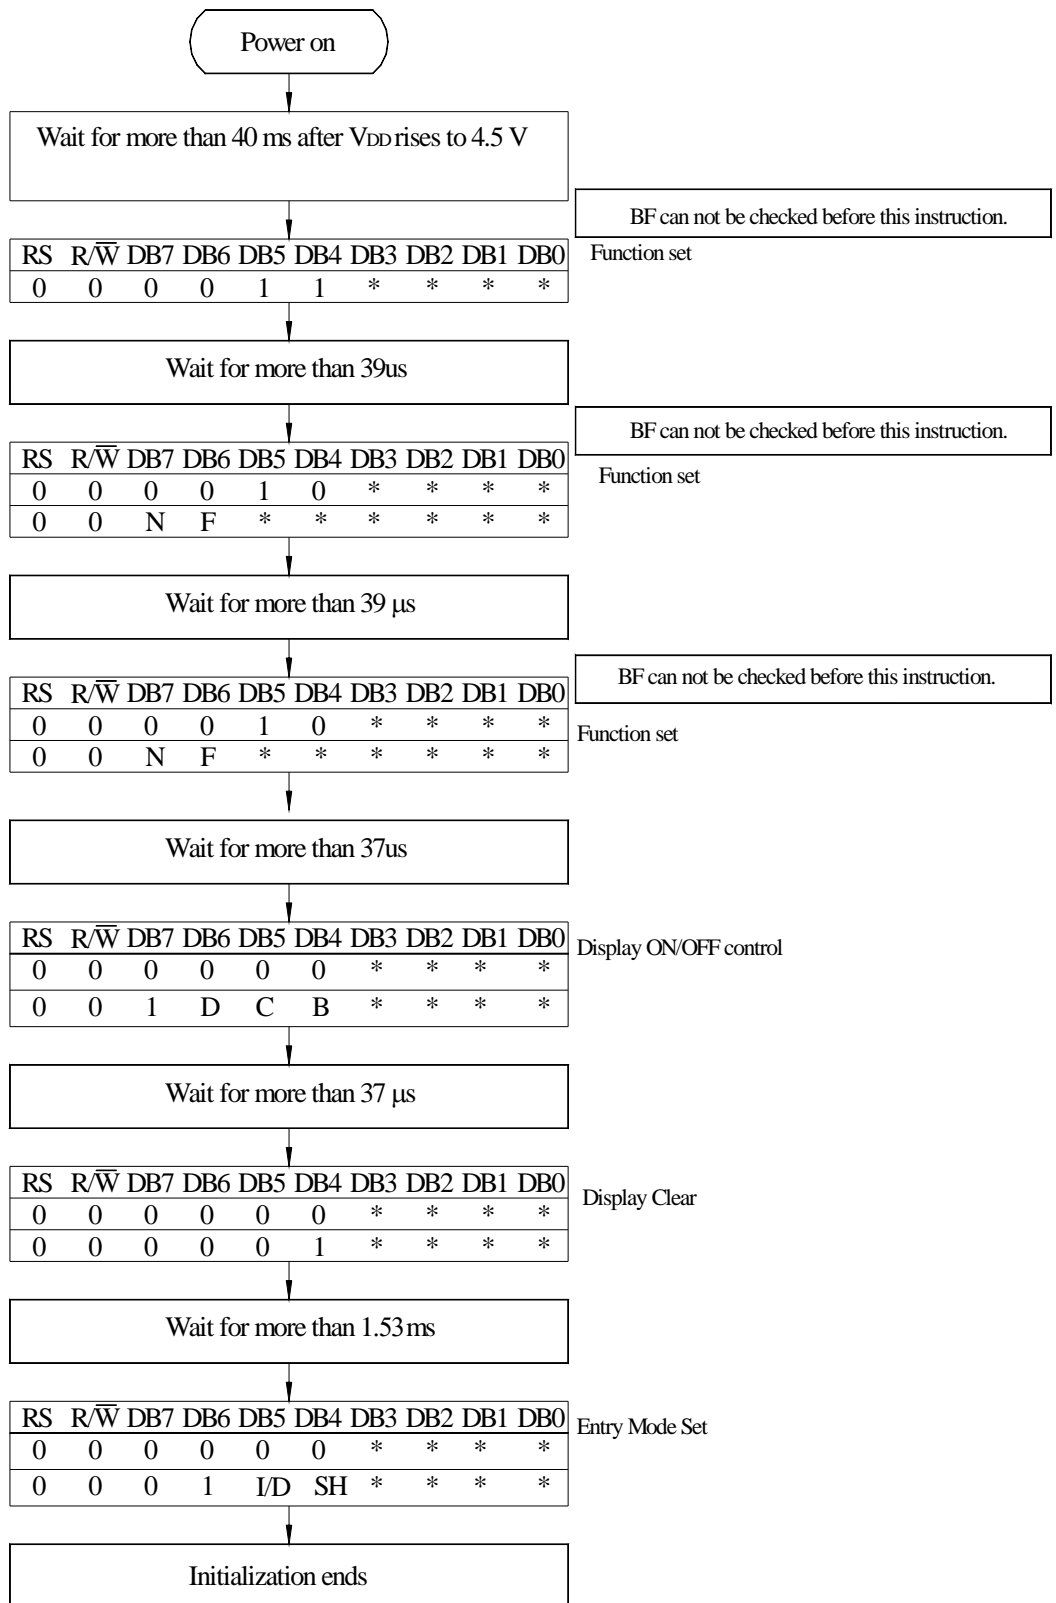 Power on
Wait for more than 40 ms after VDD rises to 4.5 V
BF can not be checked before this instruction.
RS R/W̅ DB7 DB6 DB5 DB4 DB3 DB2 DB1 DB0
Function set
0 0 0 0 1 1 * * * *
Wait for more than 39us
BF can not be checked before this instruction.
RS R/W̅ DB7 DB6 DB5 DB4 DB3 DB2 DB1 DB0
Function set
0 0 0 0 1 0 * * * *
0 0 N F * * * * * *
Wait for more than 39 μs
BF can not be checked before this instruction.
RS R/W̅ DB7 DB6 DB5 DB4 DB3 DB2 DB1 DB0
0 0 0 0 1 0 * * * *
Function set
0 0 N F * * * * * *
Wait for more than 37us
RS R/W̅ DB7 DB6 DB5 DB4 DB3 DB2 DB1 DB0
Display ON/OFF control
0 0 0 0 0 0 * * * *
0 0 1 D C B * * * *
Wait for more than 37 μs
RS R/W̅ DB7 DB6 DB5 DB4 DB3 DB2 DB1 DB0
Display Clear
0 0 0 0 0 0 * * * *
0 0 0 0 0 1 * * * *
Wait for more than 1.53ms
RS R/W̅ DB7 DB6 DB5 DB4 DB3 DB2 DB1 DB0
Entry Mode Set
0 0 0 0 0 0 * * * *
0 0 0 1 I/D SH * * * *
Initialization ends